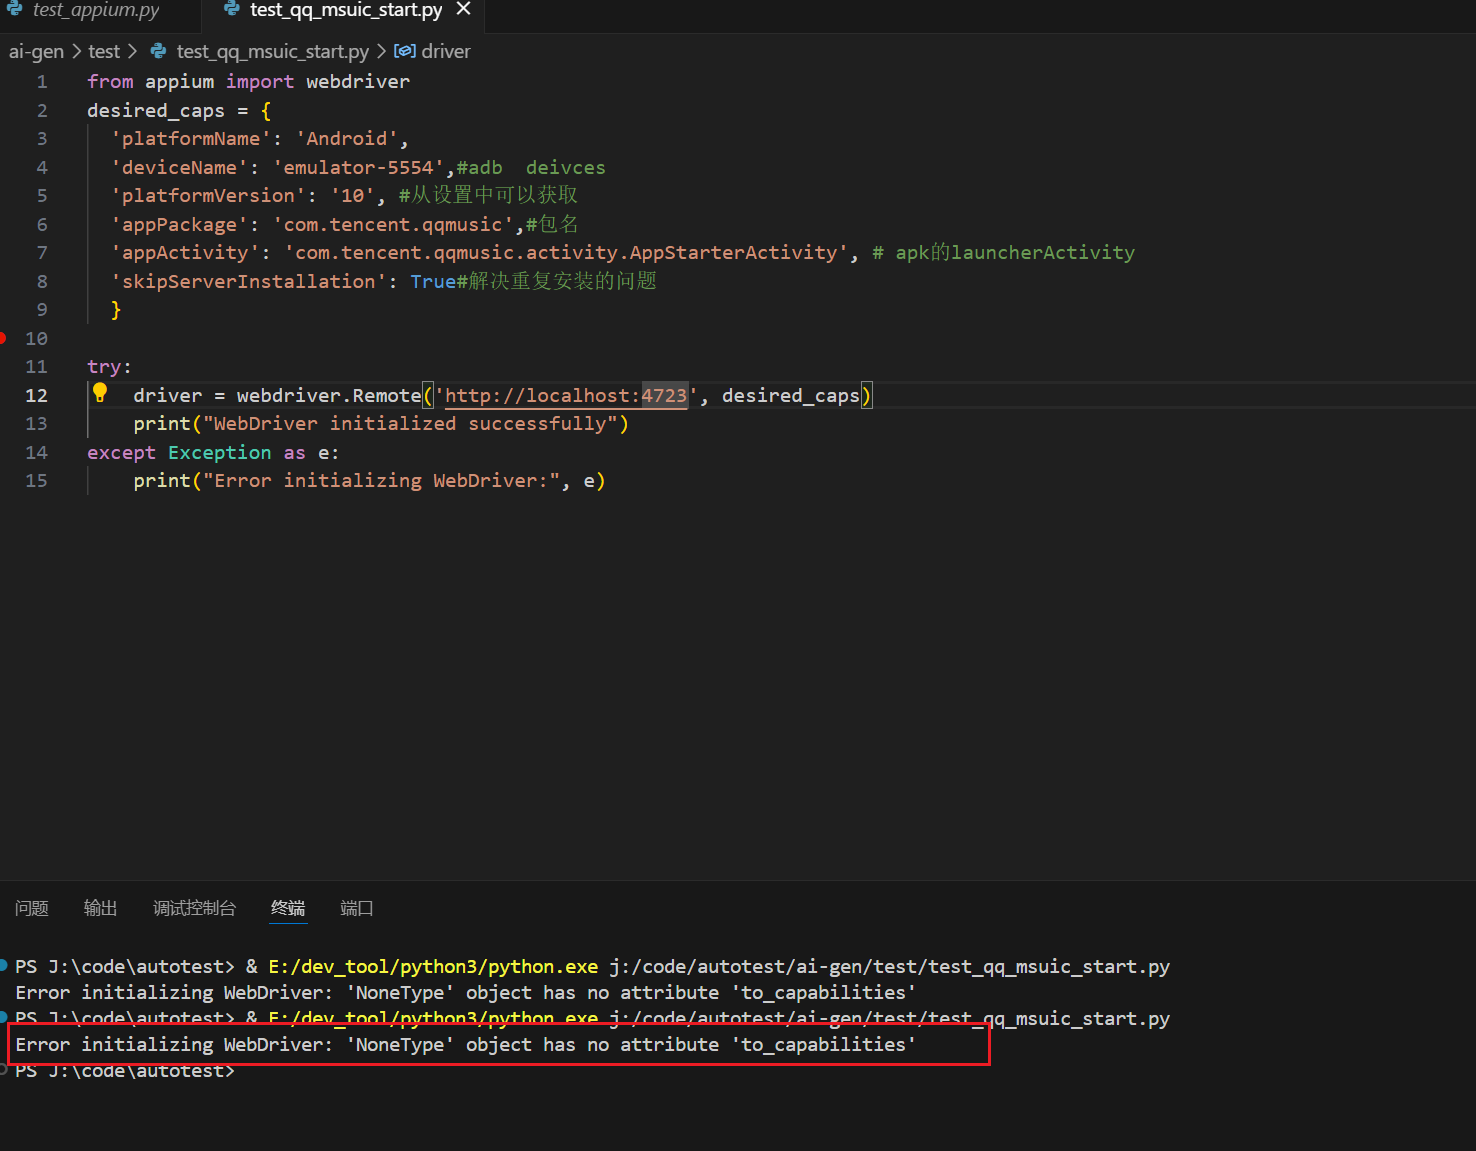 test_appium.py test_qq_msuic_start.py
ai-gen > test > test_qq_msuic_start.py > driver
1 from appium import webdriver
2 desired_caps = {
3 'platformName': 'Android',
4 'deviceName': 'emulator-5554',#adb  deivces
5 'platformVersion': '10', #从设置中可以获取
6 'appPackage': 'com.tencent.qqmusic',#包名
7 'appActivity': 'com.tencent.qqmusic.activity.AppStarterActivity', # apk的launcherActivity
8 'skipServerInstallation': True#解决重复安装的问题
9 }
10
11 try:
12 driver = webdriver.Remote('http://localhost:4723', desired_caps)
13 print("WebDriver initialized successfully")
14 except Exception as e:
15 print("Error initializing WebDriver:", e)
问题 输出 调试控制台 终端 端口
PS J:\code\autotest> & E:/dev_tool/python3/python.exe j:/code/autotest/ai-gen/test/test_qq_msuic_start.py
Error initializing WebDriver: 'NoneType' object has no attribute 'to_capabilities'
PS J:\code\autotest> & E:/dev_tool/python3/python.exe j:/code/autotest/ai-gen/test/test_qq_msuic_start.py
Error initializing WebDriver: 'NoneType' object has no attribute 'to_capabilities'
PS J:\code\autotest>